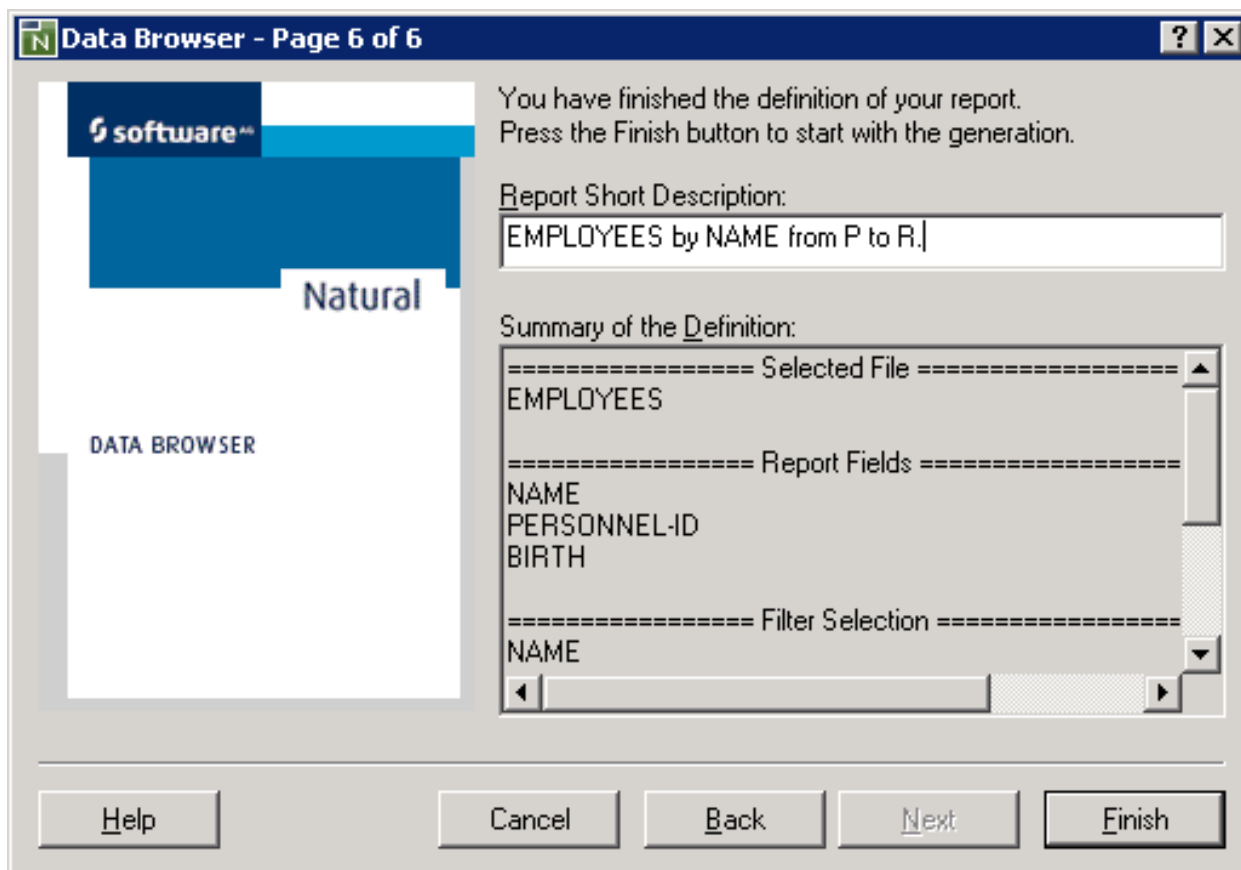 Data Browser - Page 6 of 6
software AG
Natural
DATA BROWSER
You have finished the definition of your report.
Press the Finish button to start with the generation.
Report Short Description:
EMPLOYEES by NAME from P to R.
Summary of the Definition:
================= Selected File ==================
EMPLOYEES
================= Report Fields ==================
NAME
PERSONNEL-ID
BIRTH
================= Filter Selection =================
NAME
Help
Cancel
Back
Next
Finish